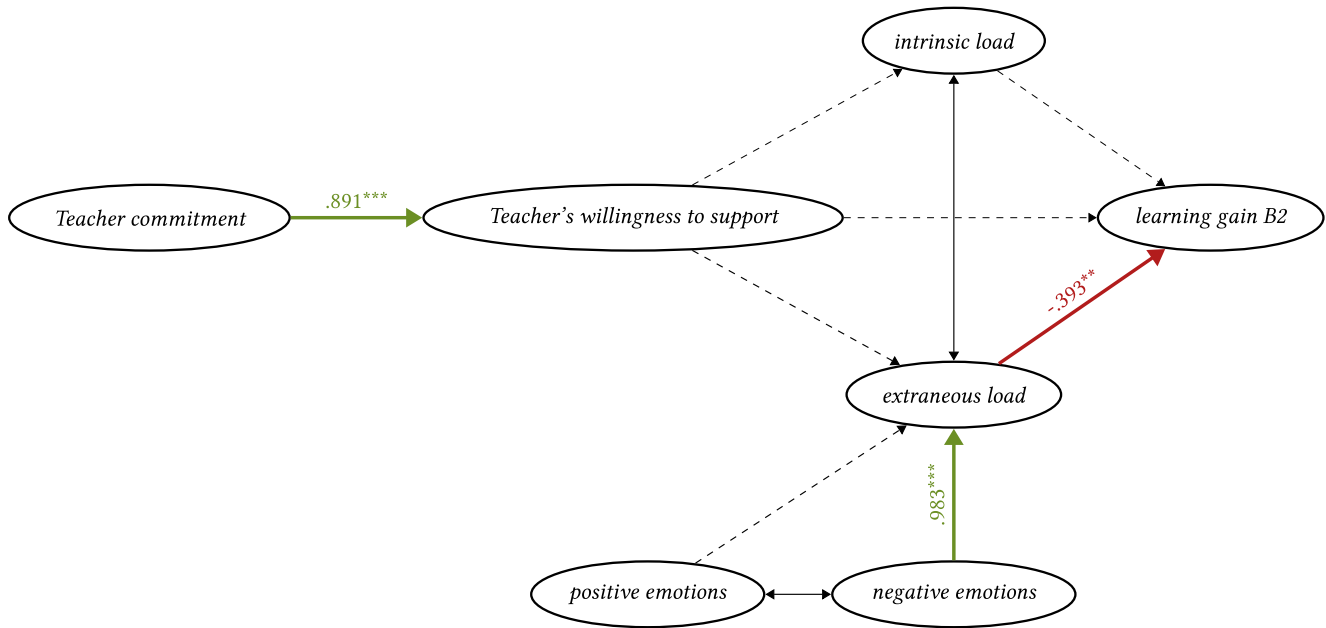 intrinsic load
.891***
Teacher commitment
Teacher’s willingness to support
learning gain B2
-.393**
extraneous load
.983***
positive emotions
negative emotions